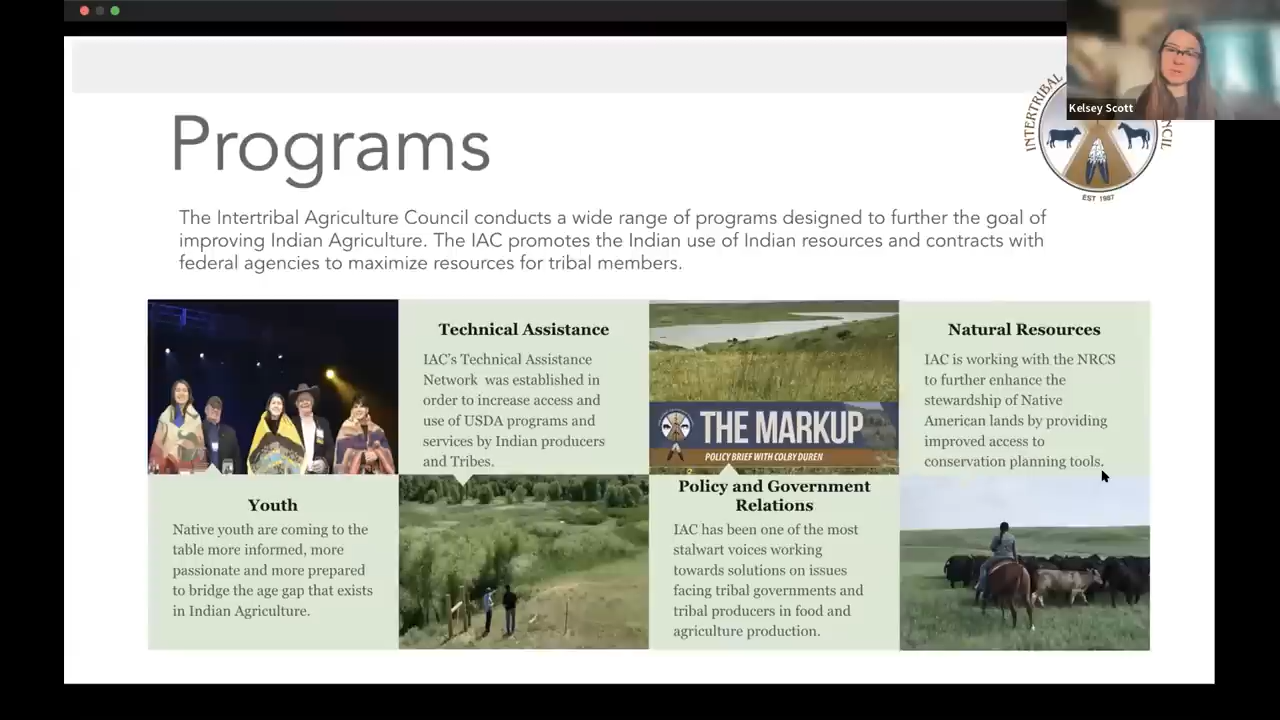 Kelsey Scott
INTERTRIBAL
EST 1987
Programs
The Intertribal Agriculture Council conducts a wide range of programs designed to further the goal of
improving Indian Agriculture. The IAC promotes the Indian use of Indian resources and contracts with
federal agencies to maximize resources for tribal members.
Technical Assistance
IAC's Technical Assistance
Network was established in
order to increase access and
use of USDA programs and
services by Indian producers
and Tribes.
THE MARKUP
POLICY BRIEF WITH COLBY DUREN
Natural Resources
IAC is working with the NRCS
to further enhance the
stewardship of Native
American lands by providing
improved access to
conservation planning tools.
Youth
Native youth are coming to the
table more informed, more
passionate and more prepared
to bridge the age gap that exists
in Indian Agriculture.
Policy and Government
Relations
IAC has been one of the most
stalwart voices working
towards solutions on issues
facing tribal governments and
tribal producers in food and
agriculture production.